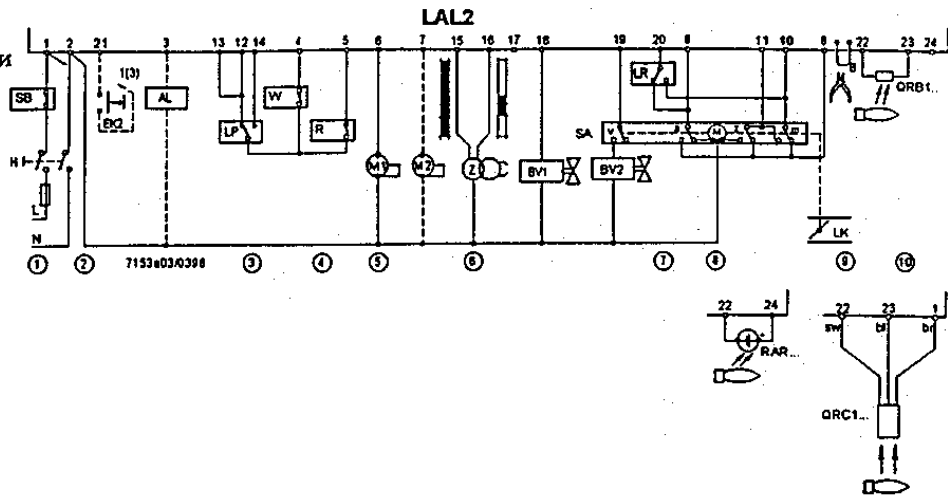 LAL2
1 2 21 3 13 12 14 4 5 6 7 15 16 17 18 19 20 8 11 10 8 22 23 24
И
1(3)
SB
EK2
AL
W
LP
R
H
L
N
M1
M2
Z
BV1
BV2
LR
SA
M
B
QRB1...
LK
1 2 7153a03/0396 3 4 5 6 7 8 9 10
22 24
RAR...
22 23 1
sw bl br
QRC1...